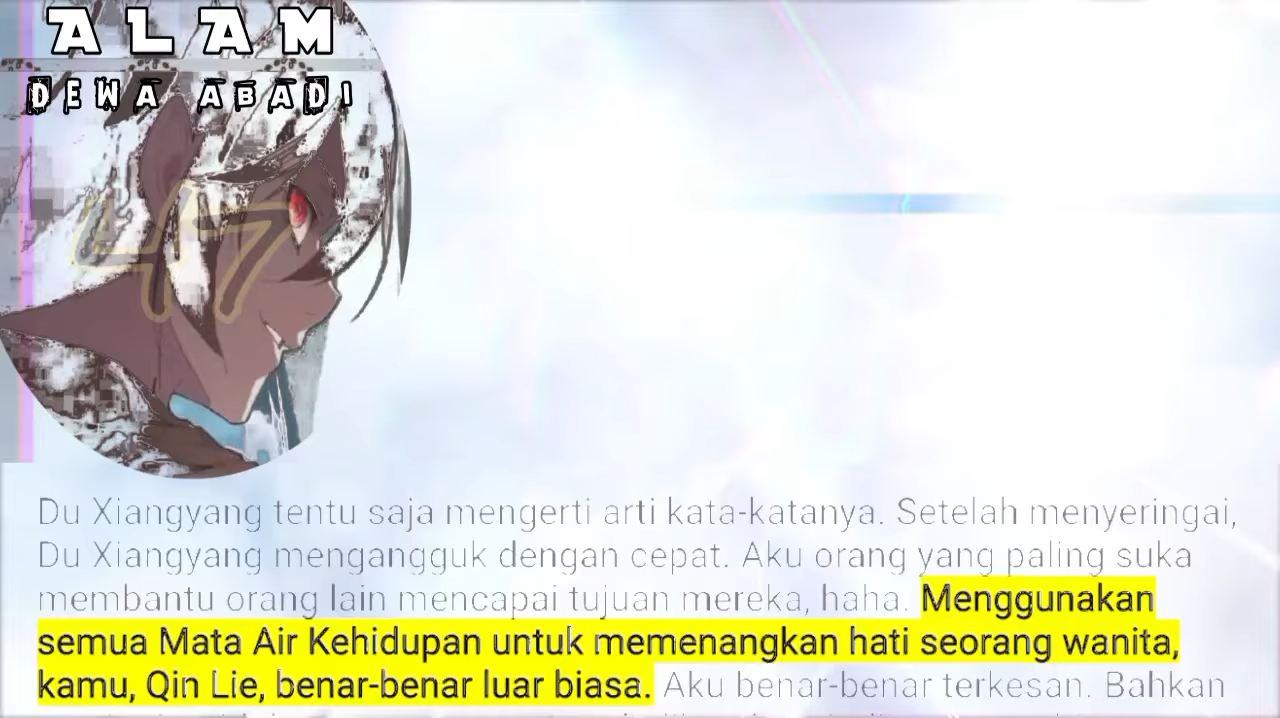 ALAM
DEWA ABADI
47
Du Xiangyang tentu saja mengerti arti kata-katanya. Setelah menyeringai,
Du Xiangyang mengangguk dengan cepat. Aku orang yang paling suka
membantu orang lain mencapai tujuan mereka, haha. Menggunakan
semua Mata Air Kehidupan untuk memenangkan hati seorang wanita,
kamu, Qin Lie, benar-benar luar biasa. Aku benar-benar terkesan. Bahkan